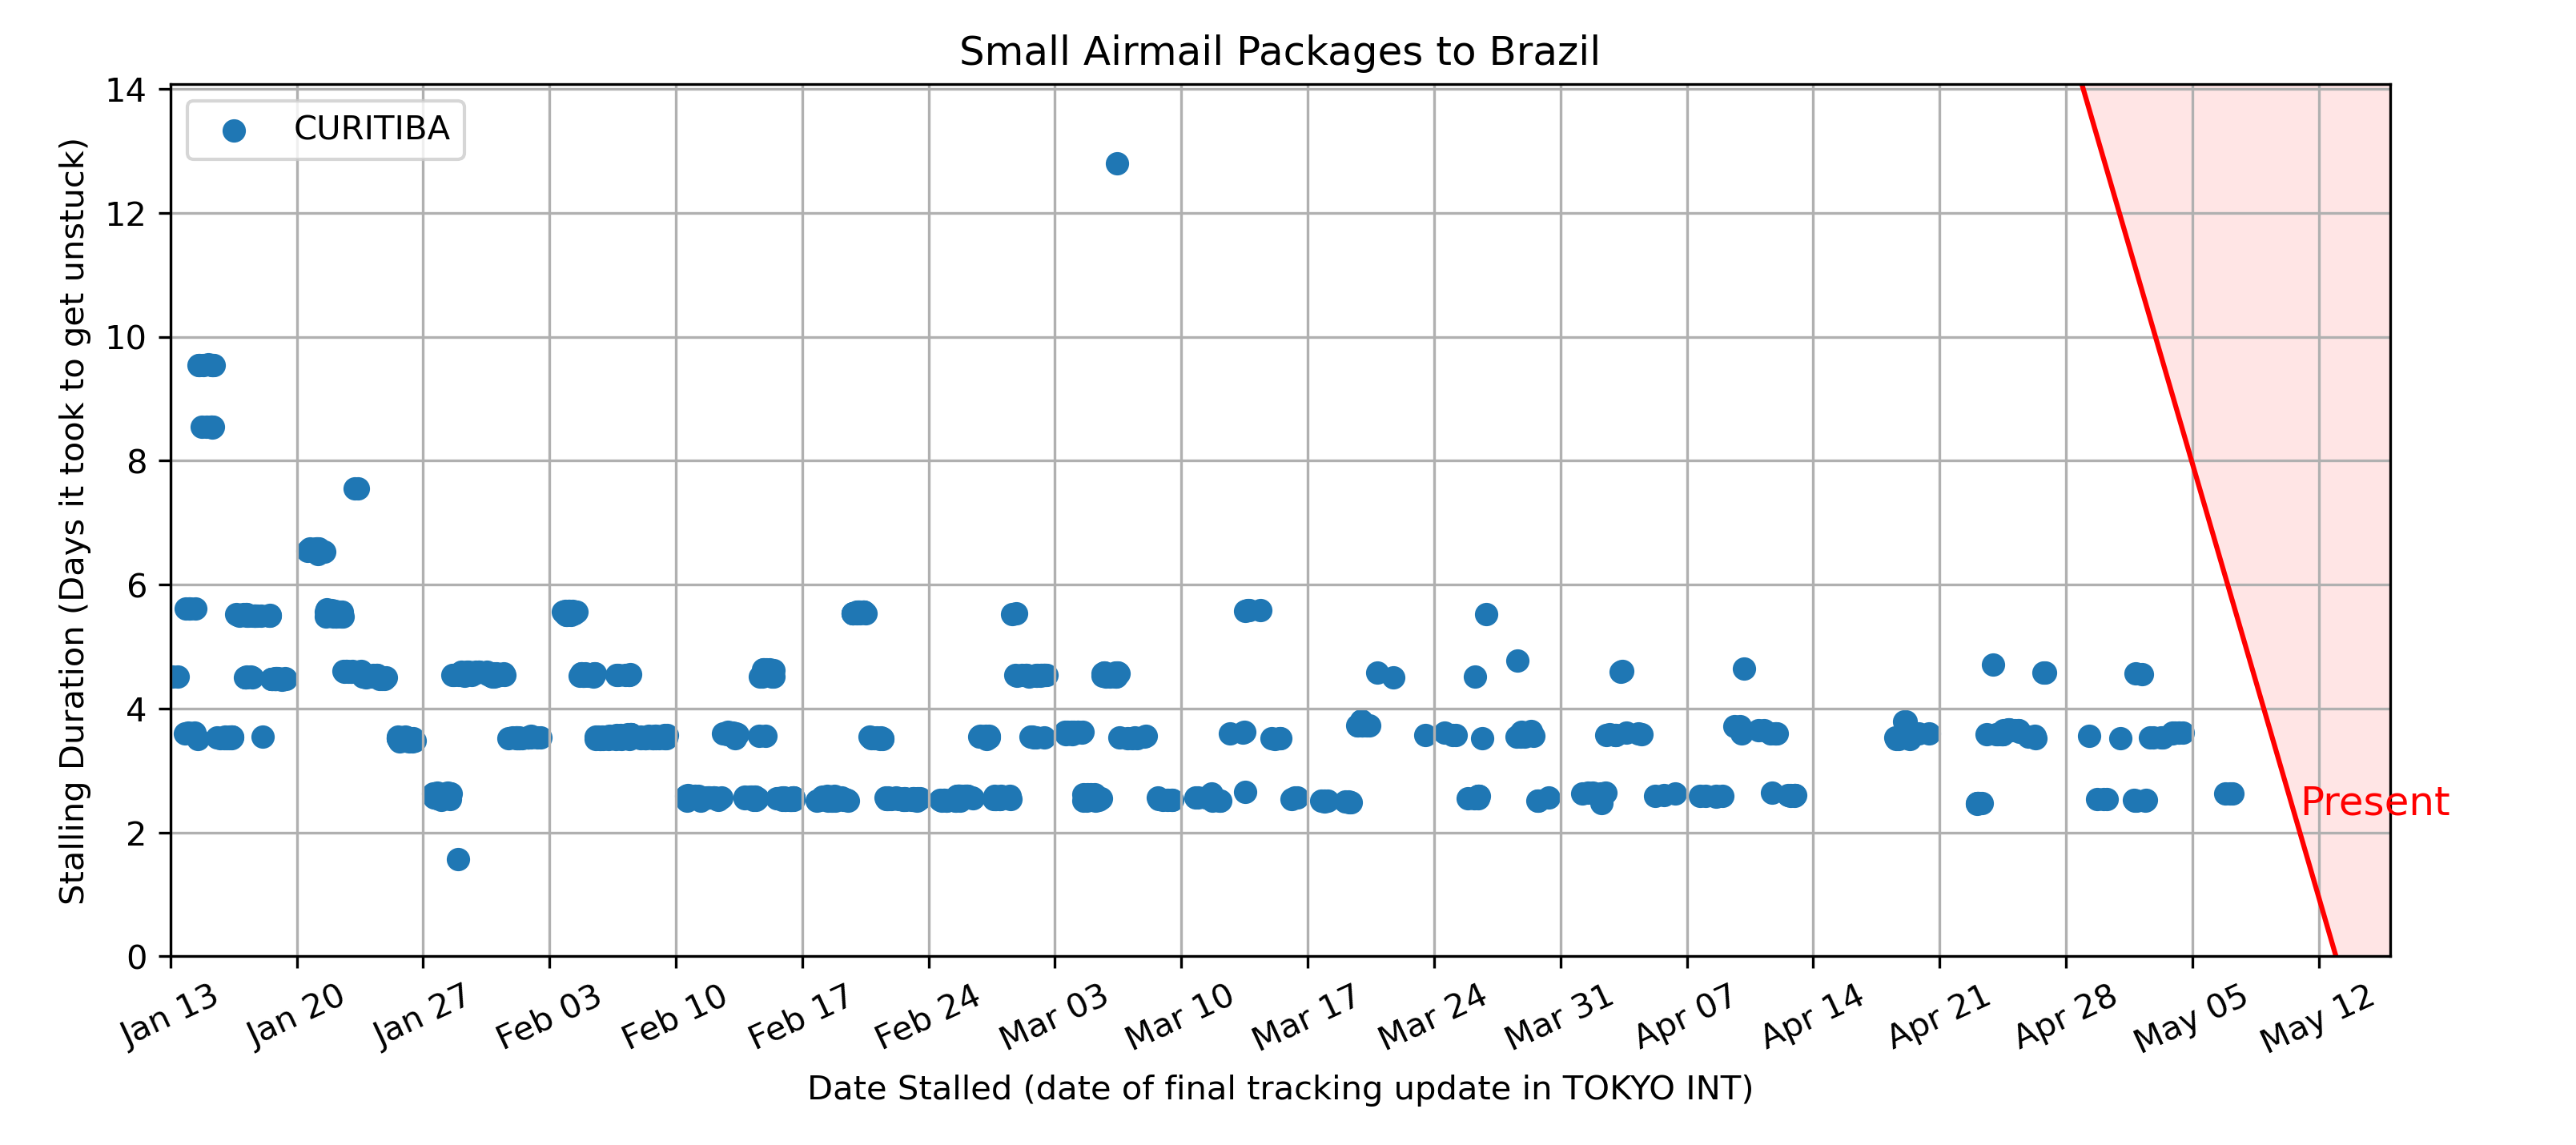 Small Airmail Packages to Brazil
CURITIBA
Stalling Duration (Days it took to get unstuck)
14
12
10
8
6
4
2
0
Present
Jan 13
Jan 20
Jan 27
Feb 03
Feb 10
Feb 17
Feb 24
Mar 03
Mar 10
Mar 17
Mar 24
Mar 31
Apr 07
Apr 14
Apr 21
Apr 28
May 05
May 12
Date Stalled (date of final tracking update in TOKYO INT)